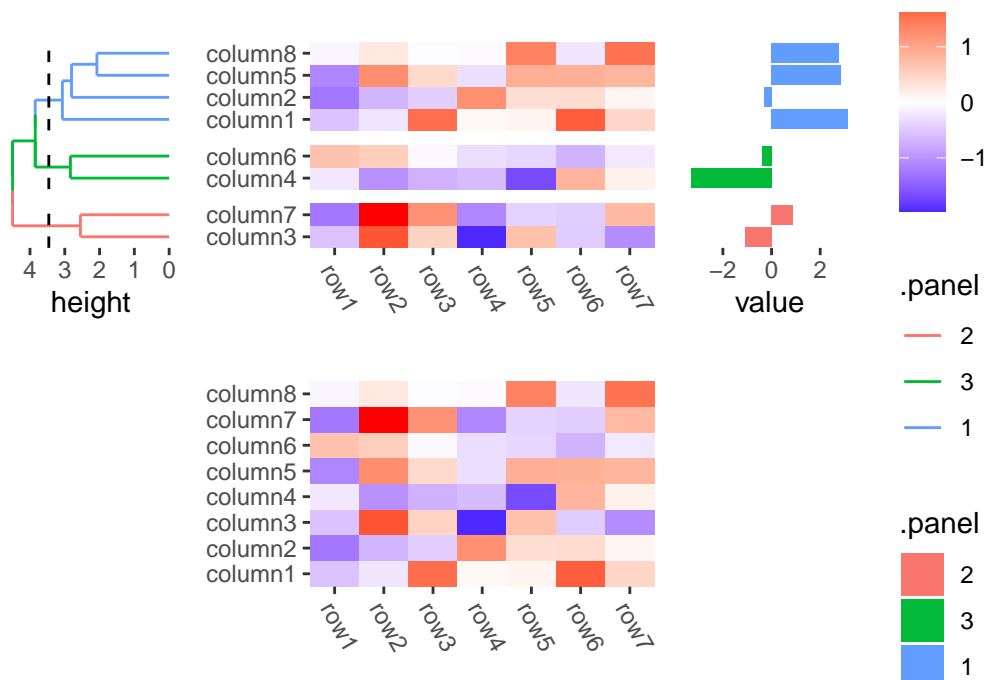 column8
column5
column2
column1
column6
column4
column7
column3
4 3 2 1 0
height
row1 row2 row3 row4 row5 row6 row7
−2 0 2
value
1
0
−1
.panel
2
3
1
column8
column7
column6
column5
column4
column3
column2
column1
row1 row2 row3 row4 row5 row6 row7
.panel
2
3
1